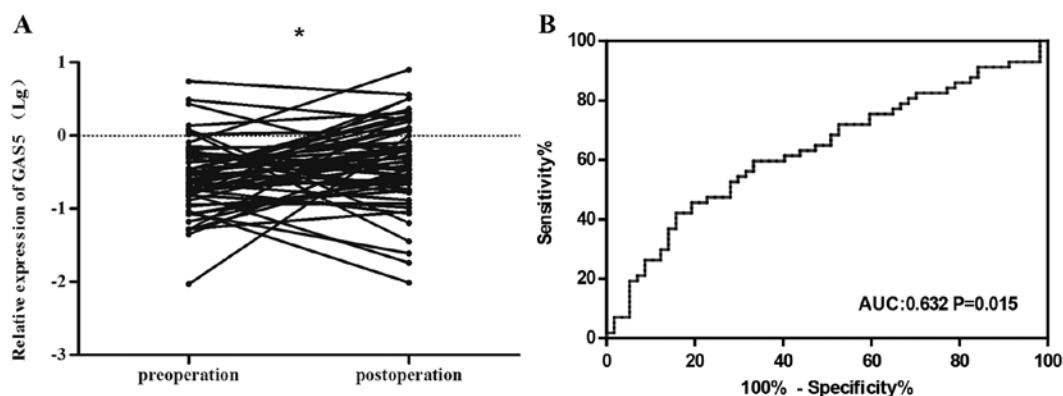 A
*
Relative expression of GAS5 (Lg)
1
0
-1
-2
-3
preoperation
postoperation
B
Sensitivity%
100
80
60
40
20
0
AUC:0.632 P=0.015
0
20
40
60
80
100
100% - Specificity%